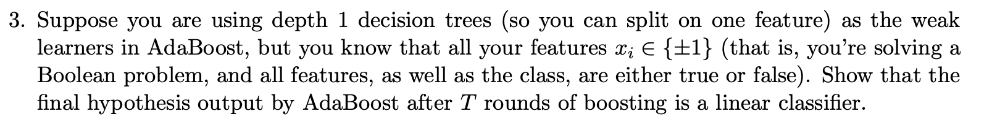 3. Suppose you are using depth 1 decision trees (so you can split on one feature) as the weak
learners in AdaBoost, but you know that all your features xᵢ ∈ {±1} (that is, you're solving a
Boolean problem, and all features, as well as the class, are either true or false). Show that the
final hypothesis output by AdaBoost after T rounds of boosting is a linear classifier.